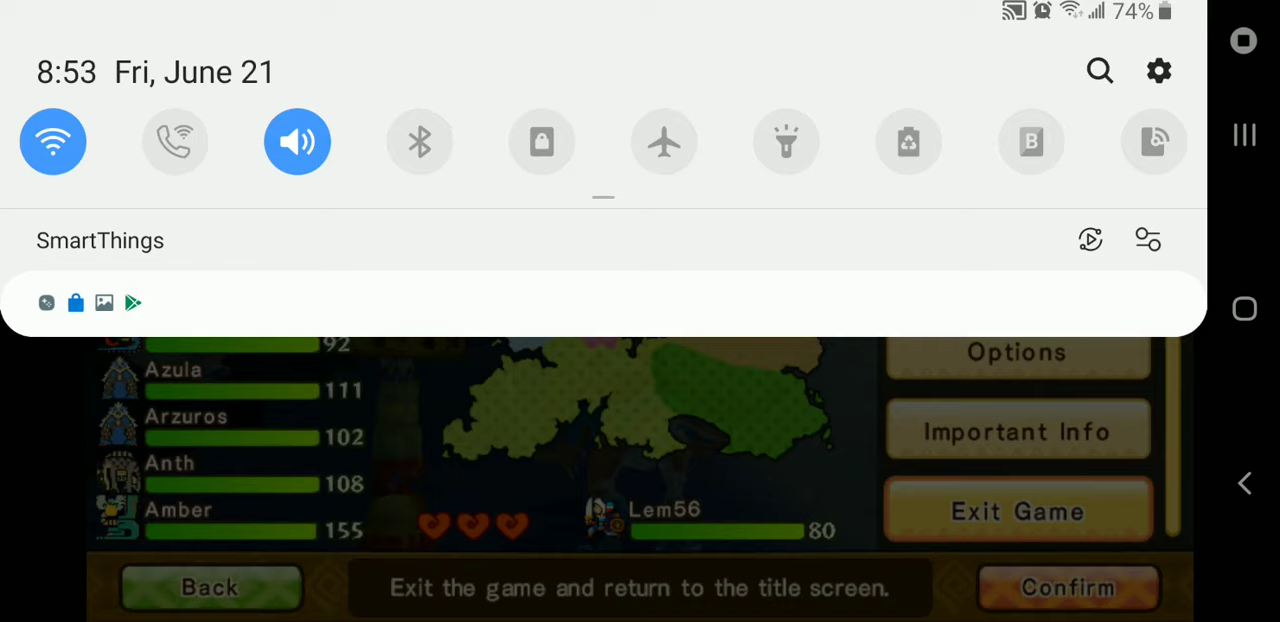 74%
8:53 Fri, June 21
B
SmartThings
92
Azula
111
Arzuros
102
Anth
108
Amber
155
Lem56
80
Options
Important Info
Exit Game
Back
Exit the game and return to the title screen.
Confirm